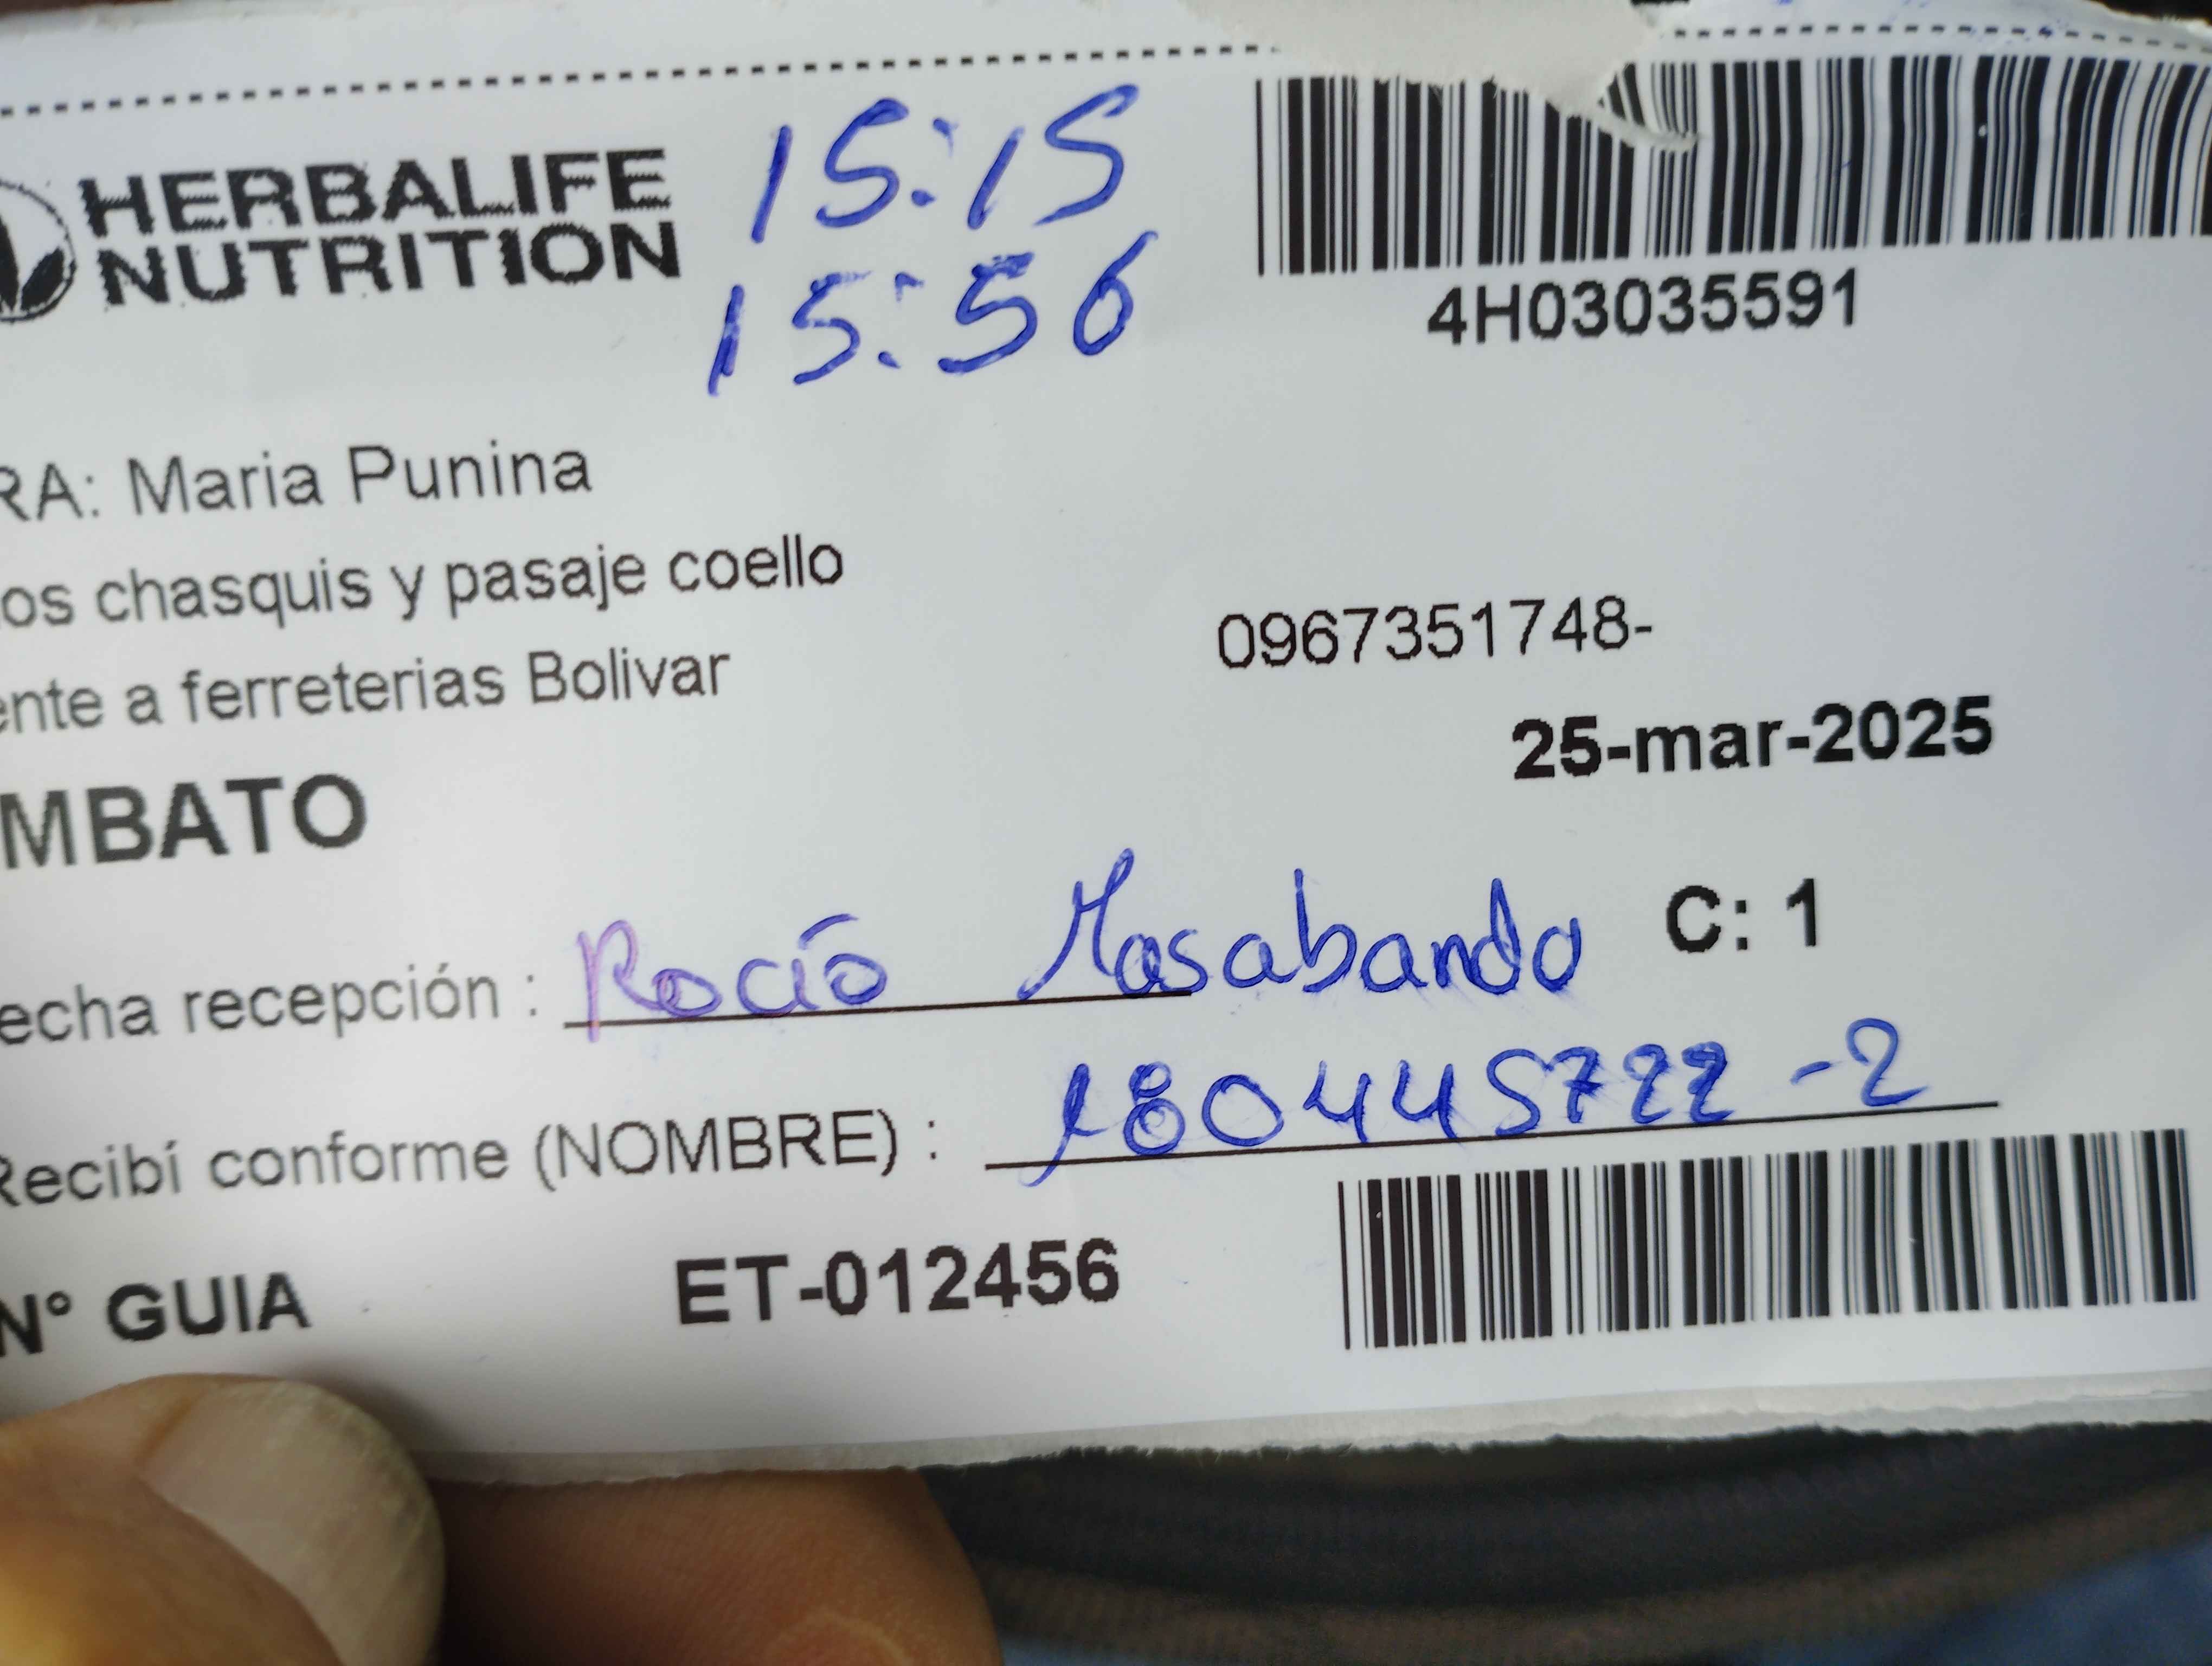 HERBALIFE
NUTRITION
15:15
15:56
4H03035591
RA: Maria Punina
os chasquis y pasaje coello
ente a ferreterias Bolivar
0967351748-
25-mar-2025
MBATO
C: 1
echa recepción : Rocío Masabanda
Recibí conforme (NOMBRE) : 180445722-2
N° GUIA ET-012456